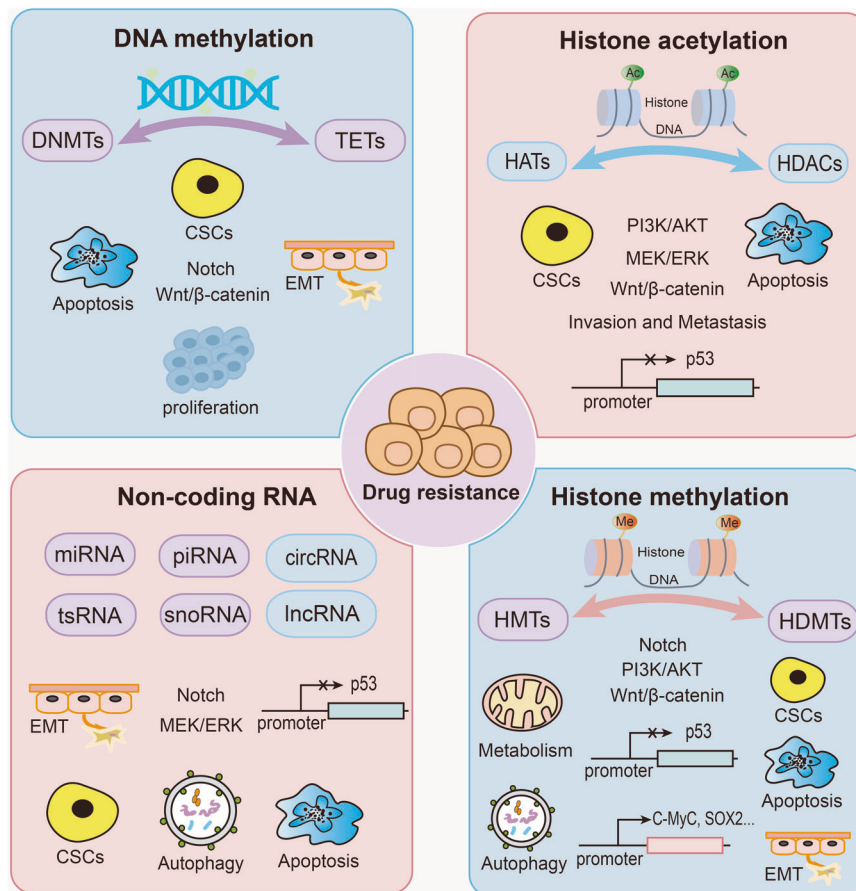 DNA methylation
DNMTs
TETs
CSCs
Apoptosis
Notch
Wnt/β-catenin
EMT
proliferation
Histone acetylation
Ac
Ac
Histone
DNA
HATs
HDACs
CSCs
PI3K/AKT
MEK/ERK
Wnt/β-catenin
Apoptosis
Invasion and Metastasis
p53
promoter
Drug resistance
Non-coding RNA
miRNA
piRNA
circRNA
tsRNA
snoRNA
lncRNA
EMT
Notch
MEK/ERK
p53
promoter
CSCs
Autophagy
Apoptosis
Histone methylation
Me
Me
Histone
DNA
HMTs
HDMTs
Notch
PI3K/AKT
Wnt/β-catenin
Metabolism
CSCs
p53
promoter
Apoptosis
Autophagy
C-MyC, SOX2...
promoter
EMT